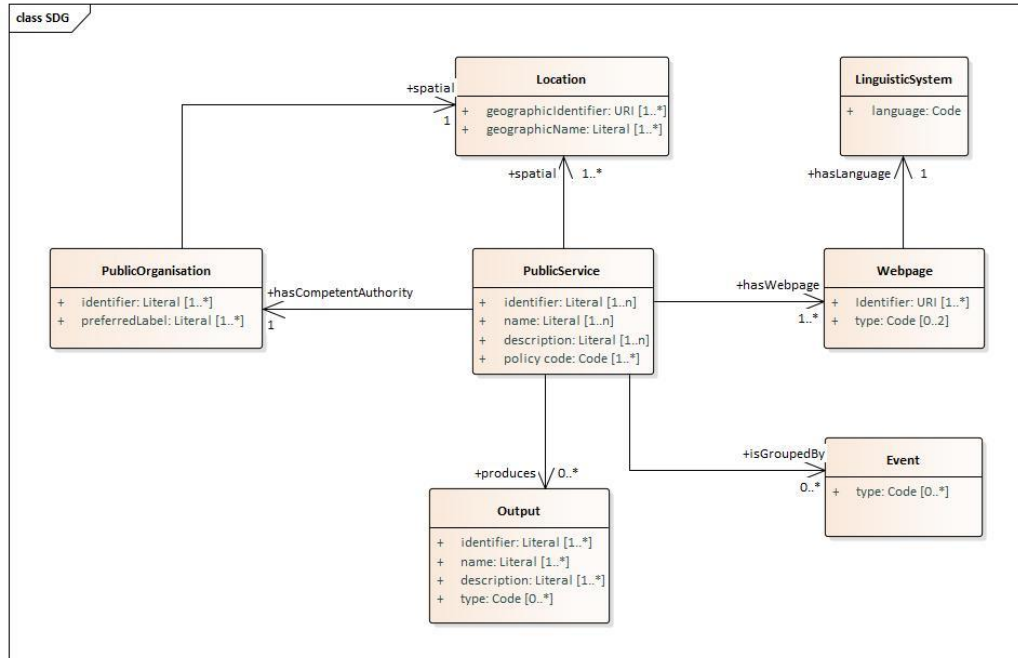 class SDG
Location
+ geographicIdentifier: URI [1..*]
+ geographicName: Literal [1..*]
LinguisticSystem
+ language: Code
+spatial
1
+spatial
1..*
+hasLanguage
1
PublicOrganisation
+ identifier: Literal [1..*]
+ preferredLabel: Literal [1..*]
+hasCompetentAuthority
1
PublicService
+ identifier: Literal [1..n]
+ name: Literal [1..n]
+ description: Literal [1..n]
+ policy code: Code [1..*]
+hasWebpage
1..*
Webpage
+ Identifier: URI [1..*]
+ type: Code [0..2]
+produces
0..*
+isGroupedBy
0..*
Event
+ type: Code [0..*]
Output
+ identifier: Literal [1..*]
+ name: Literal [1..*]
+ description: Literal [1..*]
+ type: Code [0..*]